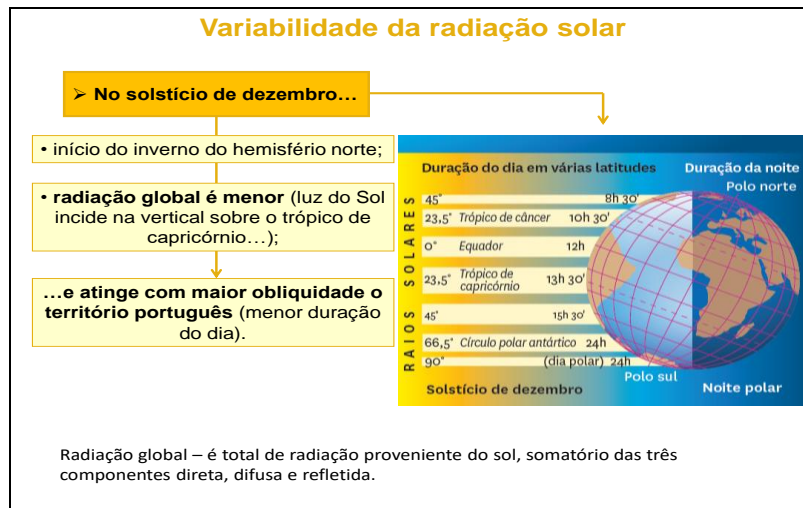 Variabilidade da radiação solar
➢ No solstício de dezembro…
• início do inverno do hemisfério norte;
• radiação global é menor (luz do Sol
incide na vertical sobre o trópico de
capricórnio…);
…e atinge com maior obliquidade o
território português (menor duração
do dia).
Duração do dia em várias latitudes
Duração da noite
Polo norte
RAIOS SOLARES
45° 8h 30'
23,5° Trópico de câncer 10h 30'
0° Equador 12h
23,5° Trópico de
capricórnio 13h 30'
45° 15h 30'
66,5° Círculo polar antártico 24h
90° (dia polar) 24h
Polo sul
Solstício de dezembro
Noite polar
Radiação global – é total de radiação proveniente do sol, somatório das três
componentes direta, difusa e refletida.